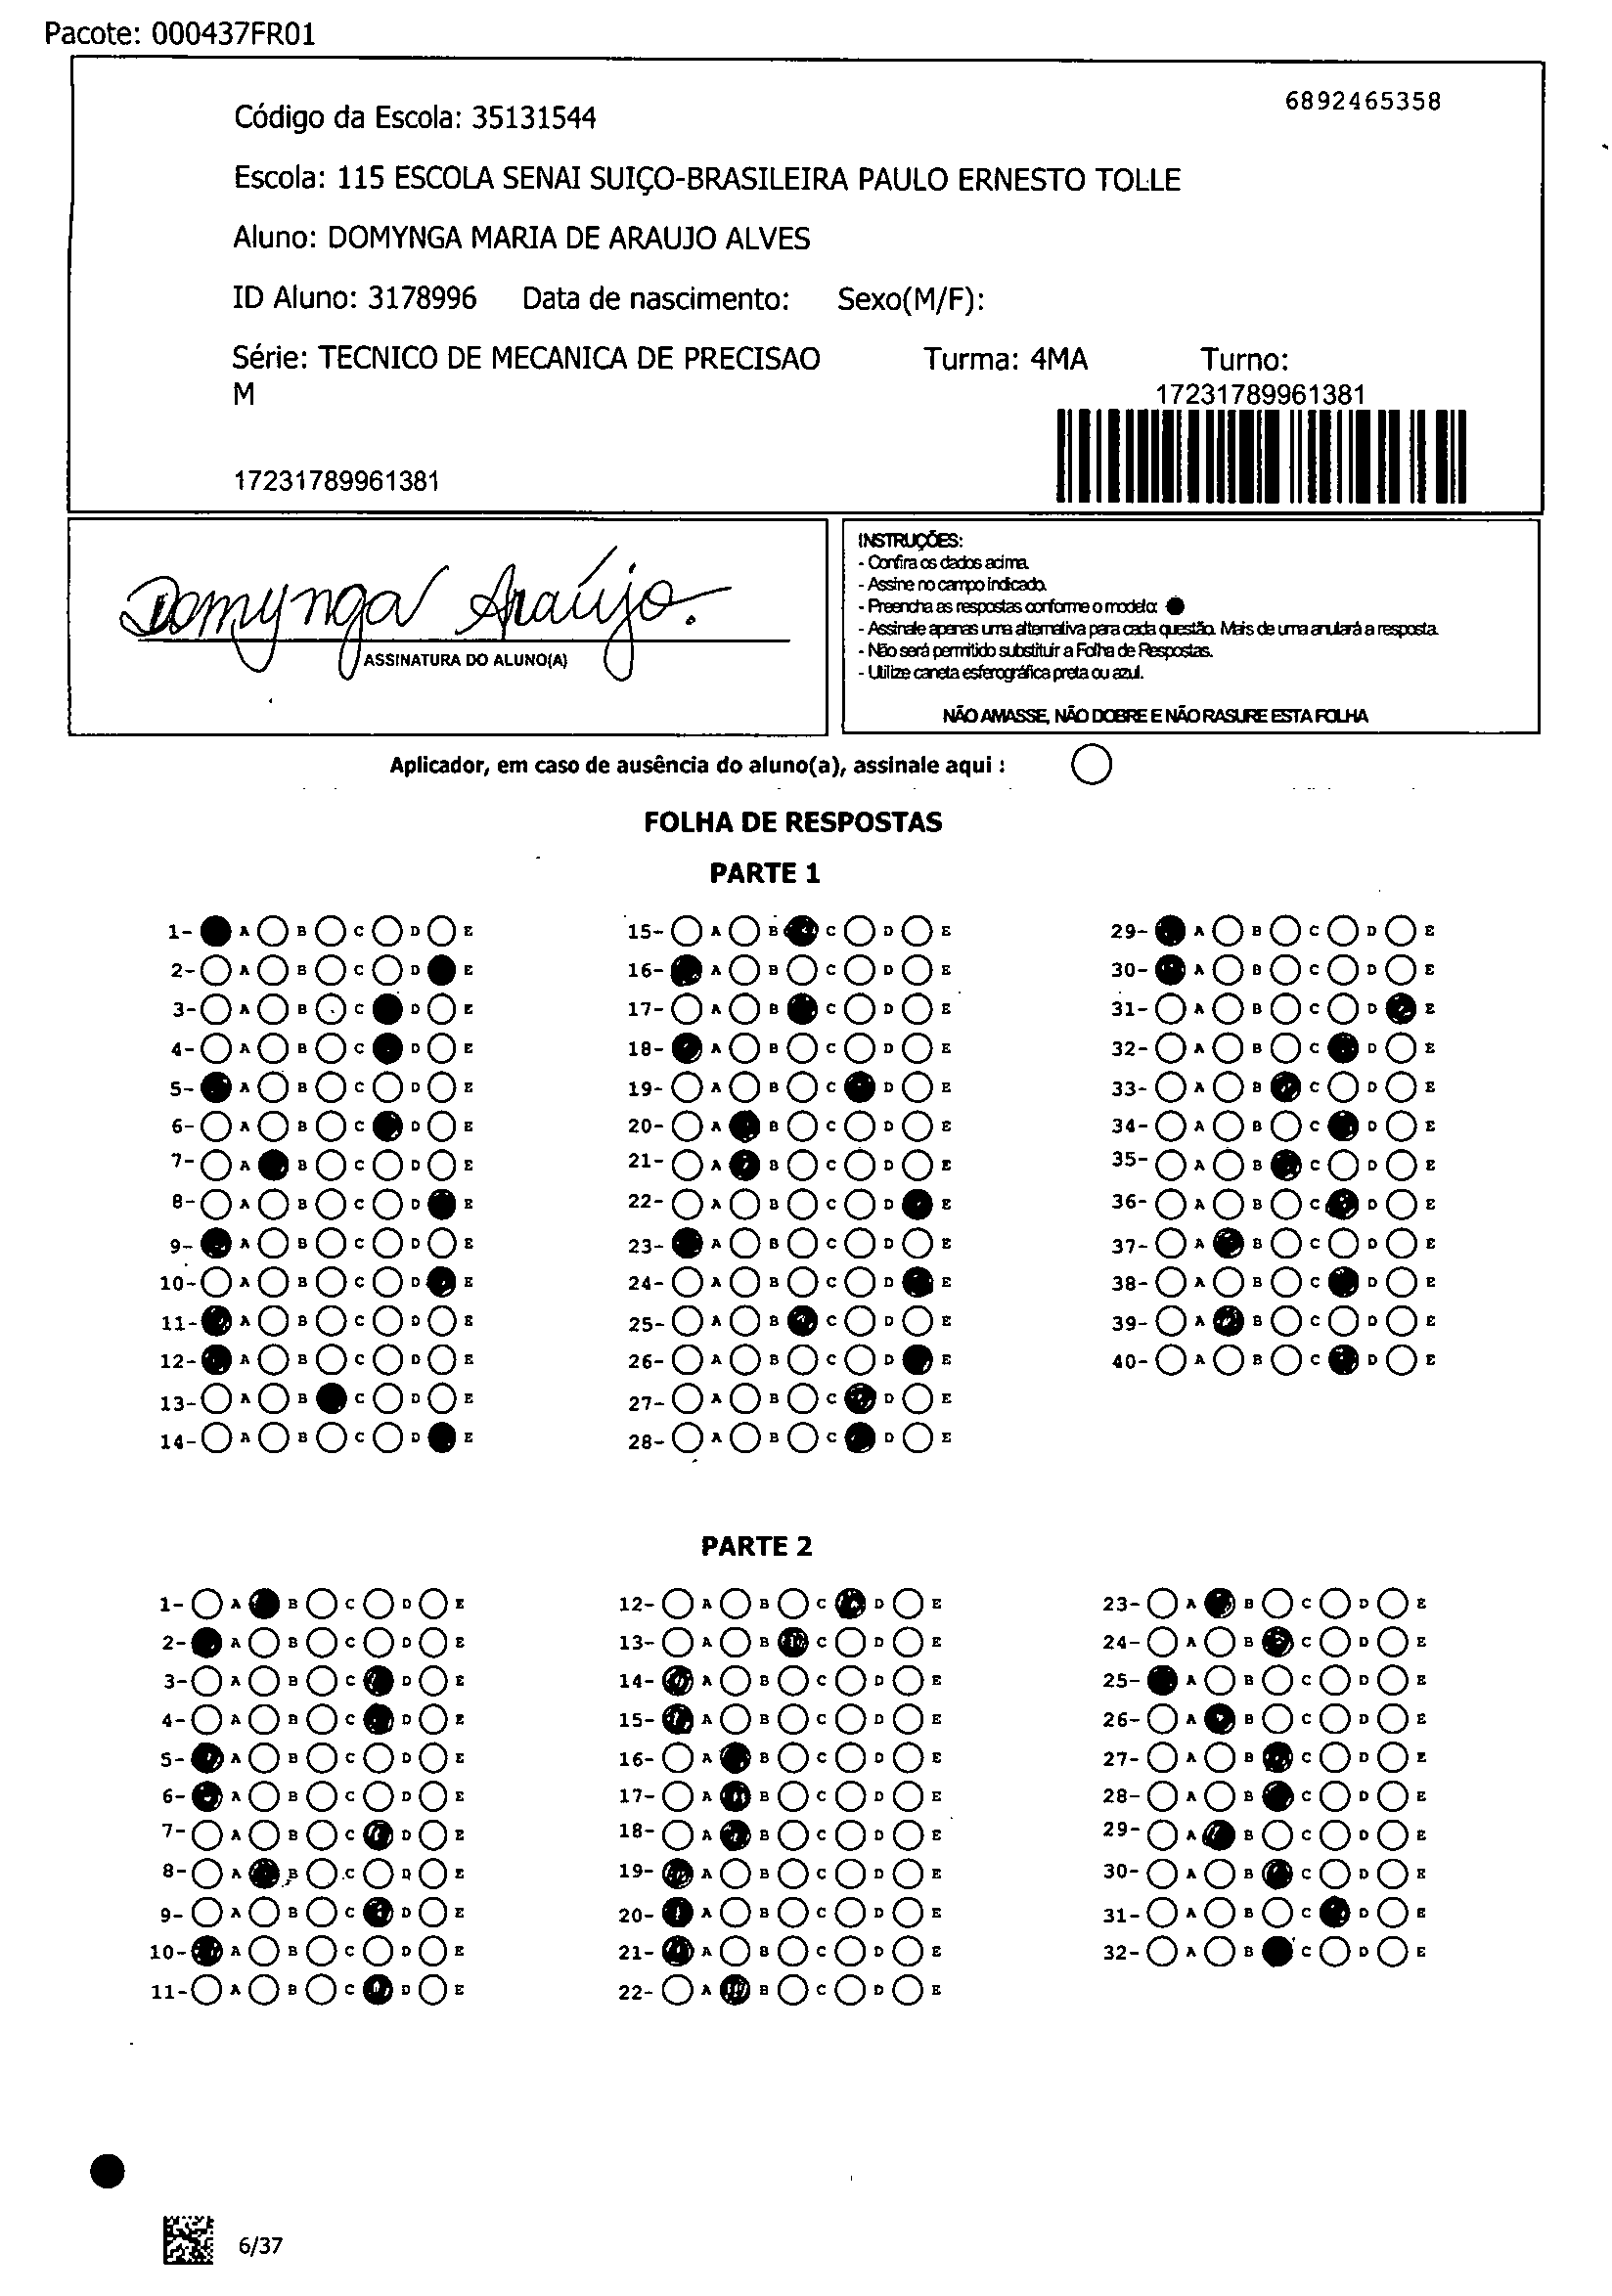 Pacote: 000437FR01
6892465358
Código da Escola: 35131544
Escola: 115 ESCOLA SENAI SUIÇO-BRASILEIRA PAULO ERNESTO TOLLE
Aluno: DOMYNGA MARIA DE ARAUJO ALVES
ID Aluno: 3178996 Data de nascimento: Sexo(M/F):
Série: TECNICO DE MECANICA DE PRECISAO Turma: 4MA Turno:
M
17231789961381
17231789961381
Domynga Araújo.
ASSINATURA DO ALUNO(A)
INSTRUÇÕES:
- Confira os dados acima.
- Assine no campo indicado.
- Preencha as respostas conforme o modelo:
- Assinale apenas uma alternativa para cada questão. Mais de uma anulará a resposta.
- Não será permitido substituir a Folha de Respostas.
- Utilize caneta esferográfica preta ou azul.
NÃO AMASSE, NÃO DOBRE E NÃO RASURE ESTA FOLHA
Aplicador, em caso de ausência do aluno(a), assinale aqui :
FOLHA DE RESPOSTAS
PARTE 1
1- A B C D E
2- A B C D E
3- A B C D E
4- A B C D E
5- A B C D E
6- A B C D E
7- A B C D E
8- A B C D E
9- A B C D E
10- A B C D E
11- A B C D E
12- A B C D E
13- A B C D E
14- A B C D E
15- A B C D E
16- A B C D E
17- A B C D E
18- A B C D E
19- A B C D E
20- A B C D E
21- A B C D E
22- A B C D E
23- A B C D E
24- A B C D E
25- A B C D E
26- A B C D E
27- A B C D E
28- A B C D E
29- A B C D E
30- A B C D E
31- A B C D E
32- A B C D E
33- A B C D E
34- A B C D E
35- A B C D E
36- A B C D E
37- A B C D E
38- A B C D E
39- A B C D E
40- A B C D E
PARTE 2
1- A B C D E
2- A B C D E
3- A B C D E
4- A B C D E
5- A B C D E
6- A B C D E
7- A B C D E
8- A B C D E
9- A B C D E
10- A B C D E
11- A B C D E
12- A B C D E
13- A B C D E
14- A B C D E
15- A B C D E
16- A B C D E
17- A B C D E
18- A B C D E
19- A B C D E
20- A B C D E
21- A B C D E
22- A B C D E
23- A B C D E
24- A B C D E
25- A B C D E
26- A B C D E
27- A B C D E
28- A B C D E
29- A B C D E
30- A B C D E
31- A B C D E
32- A B C D E
6/37